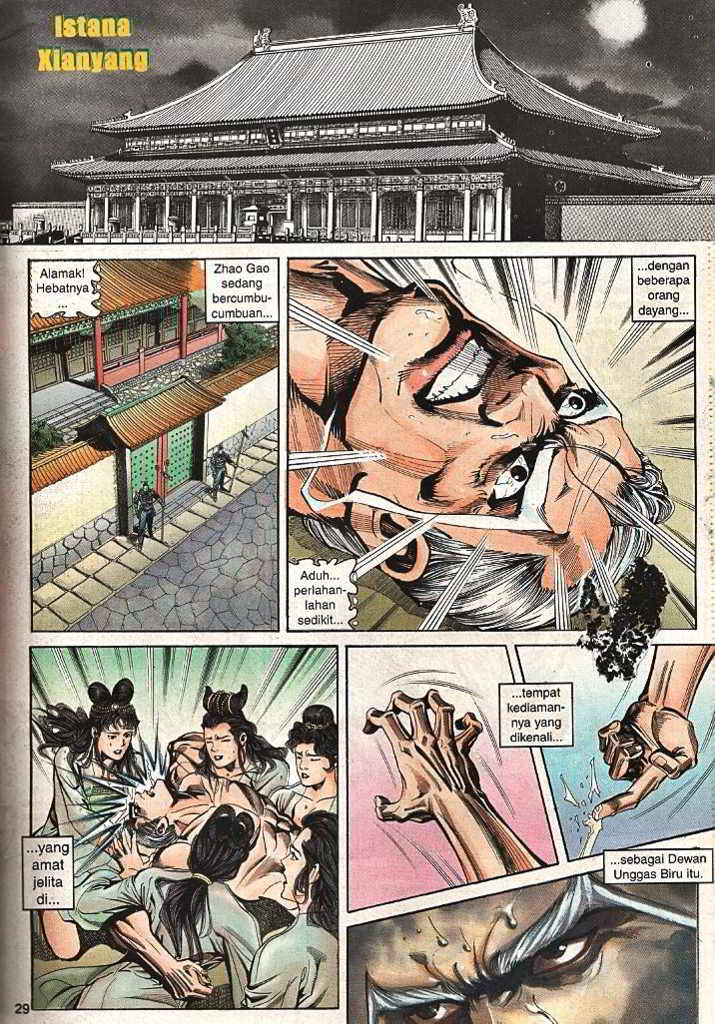 Istana
Xianyang
Alamak!
Hebatnya
...
Zhao Gao
sedang
bercumbu-
cumbuan...
...dengan
beberapa
orang
dayang...
Aduh...
perlahan-
lahan
sedikit...
...yang
amat
jelita
di...
...tempat
kediaman-
nya yang
dikenali...
...sebagai Dewan
Unggas Biru itu.
29